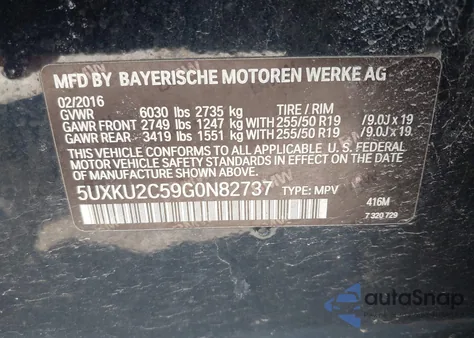 MFD BY BAYERISCHE MOTOREN WERKE AG
02/2016
GVWR 6030 lbs 2735 kg TIRE / RIM
GAWR FRONT 2749 lbs 1247 kg WITH 255/50 R19 /9.0J x 19
GAWR REAR 3419 lbs 1551 kg WITH 255/50 R19 /9.0J x 19
THIS VEHICLE CONFORMS TO ALL APPLICABLE U. S. FEDERAL
MOTOR VEHICLE SAFETY STANDARDS IN EFFECT ON THE DATE
OF MANUFACTURE SHOWN ABOVE.
5UXKU2C59G0N82737 TYPE: MPV
416M
7 320 729
autoSnap